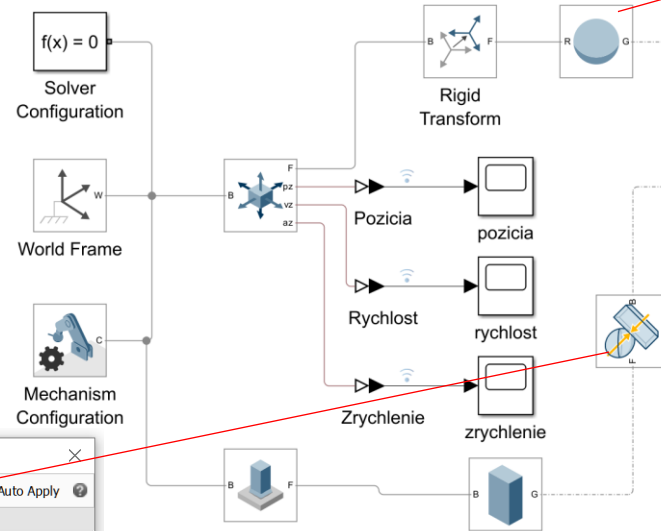 f(x) = 0
Solver
Configuration
B
F
Rigid
Transform
R
G
W
World Frame
B
F
pz
vz
az
Pozicia
pozicia
Rychlost
rychlost
C
Mechanism
Configuration
Zrychlenie
zrychlenie
B
F
Auto Apply
?
B
F
B
G